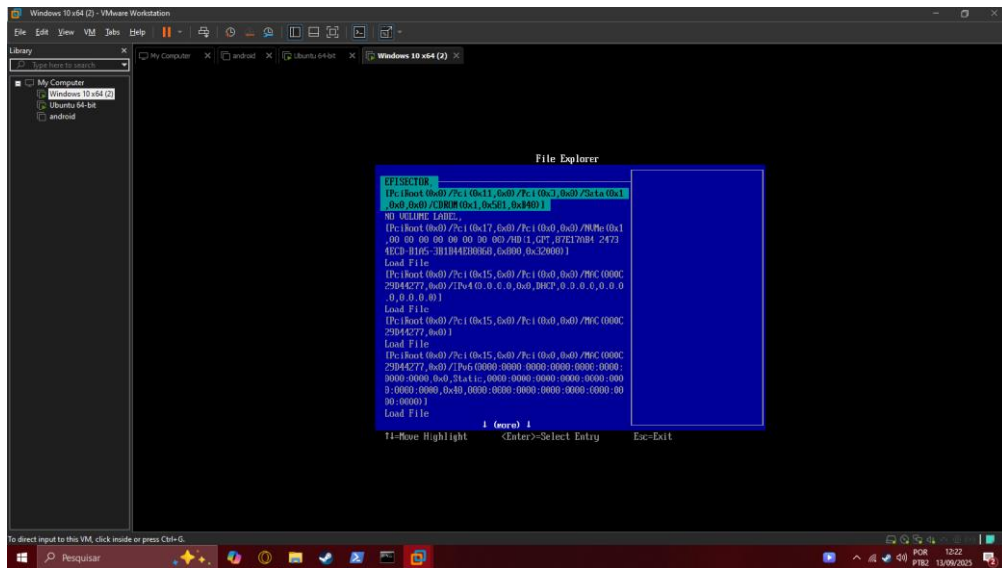 Windows 10 x64 (2) - VMware Workstation
File Edit View VM Tabs Help
Library
Type here to search
My Computer
Windows 10 x64 (2)
Ubuntu 64-bit
android
My Computer android Ubuntu 64-bit Windows 10 x64 (2)
File Explorer
EFISECTOR,
[PciRoot(0x0)/Pci(0x11,0x0)/Pci(0x3,0x0)/Sata(0x1
,0x0,0x0)/CDROM(0x1,0x5B1,0xB40)]
NO VOLUME LABEL,
[PciRoot(0x0)/Pci(0x17,0x0)/Pci(0x0,0x0)/NVMe(0x1
,00 00 00 00 00 00 00 00)/HD(1,GPT,87E17AB4 2473
,0x800,0x32000)]
Load File
[PciRoot(0x0)/Pci(0x15,0x0)/Pci(0x0,0x0)/MAC(000C
29D44277,0x0)/IPv4(0.0.0.0,0x0,DHCP,0.0.0.0,0.0.0
.0,0.0.0.0)]
Load File
[PciRoot(0x0)/Pci(0x15,0x0)/Pci(0x0,0x0)/MAC(000C
29D44277,0x0)]
Load File
[PciRoot(0x0)/Pci(0x15,0x0)/Pci(0x0,0x0)/MAC(000C
29D44277,0x0)/IPv6(0000:0000:0000:0000:0000:0000:
0000:0000,0x0,Static,0000:0000:0000:0000:0000:000
0:0000:0000,0x40,0000:0000:0000:0000:0000:0000:00
00:0000)]
Load File
↓ (more) ↓
↑↓=Move Highlight <Enter>=Select Entry Esc=Exit
To direct input to this VM, click inside or press Ctrl+G.
Pesquisar
POR 12:22
PTB2 13/09/2025